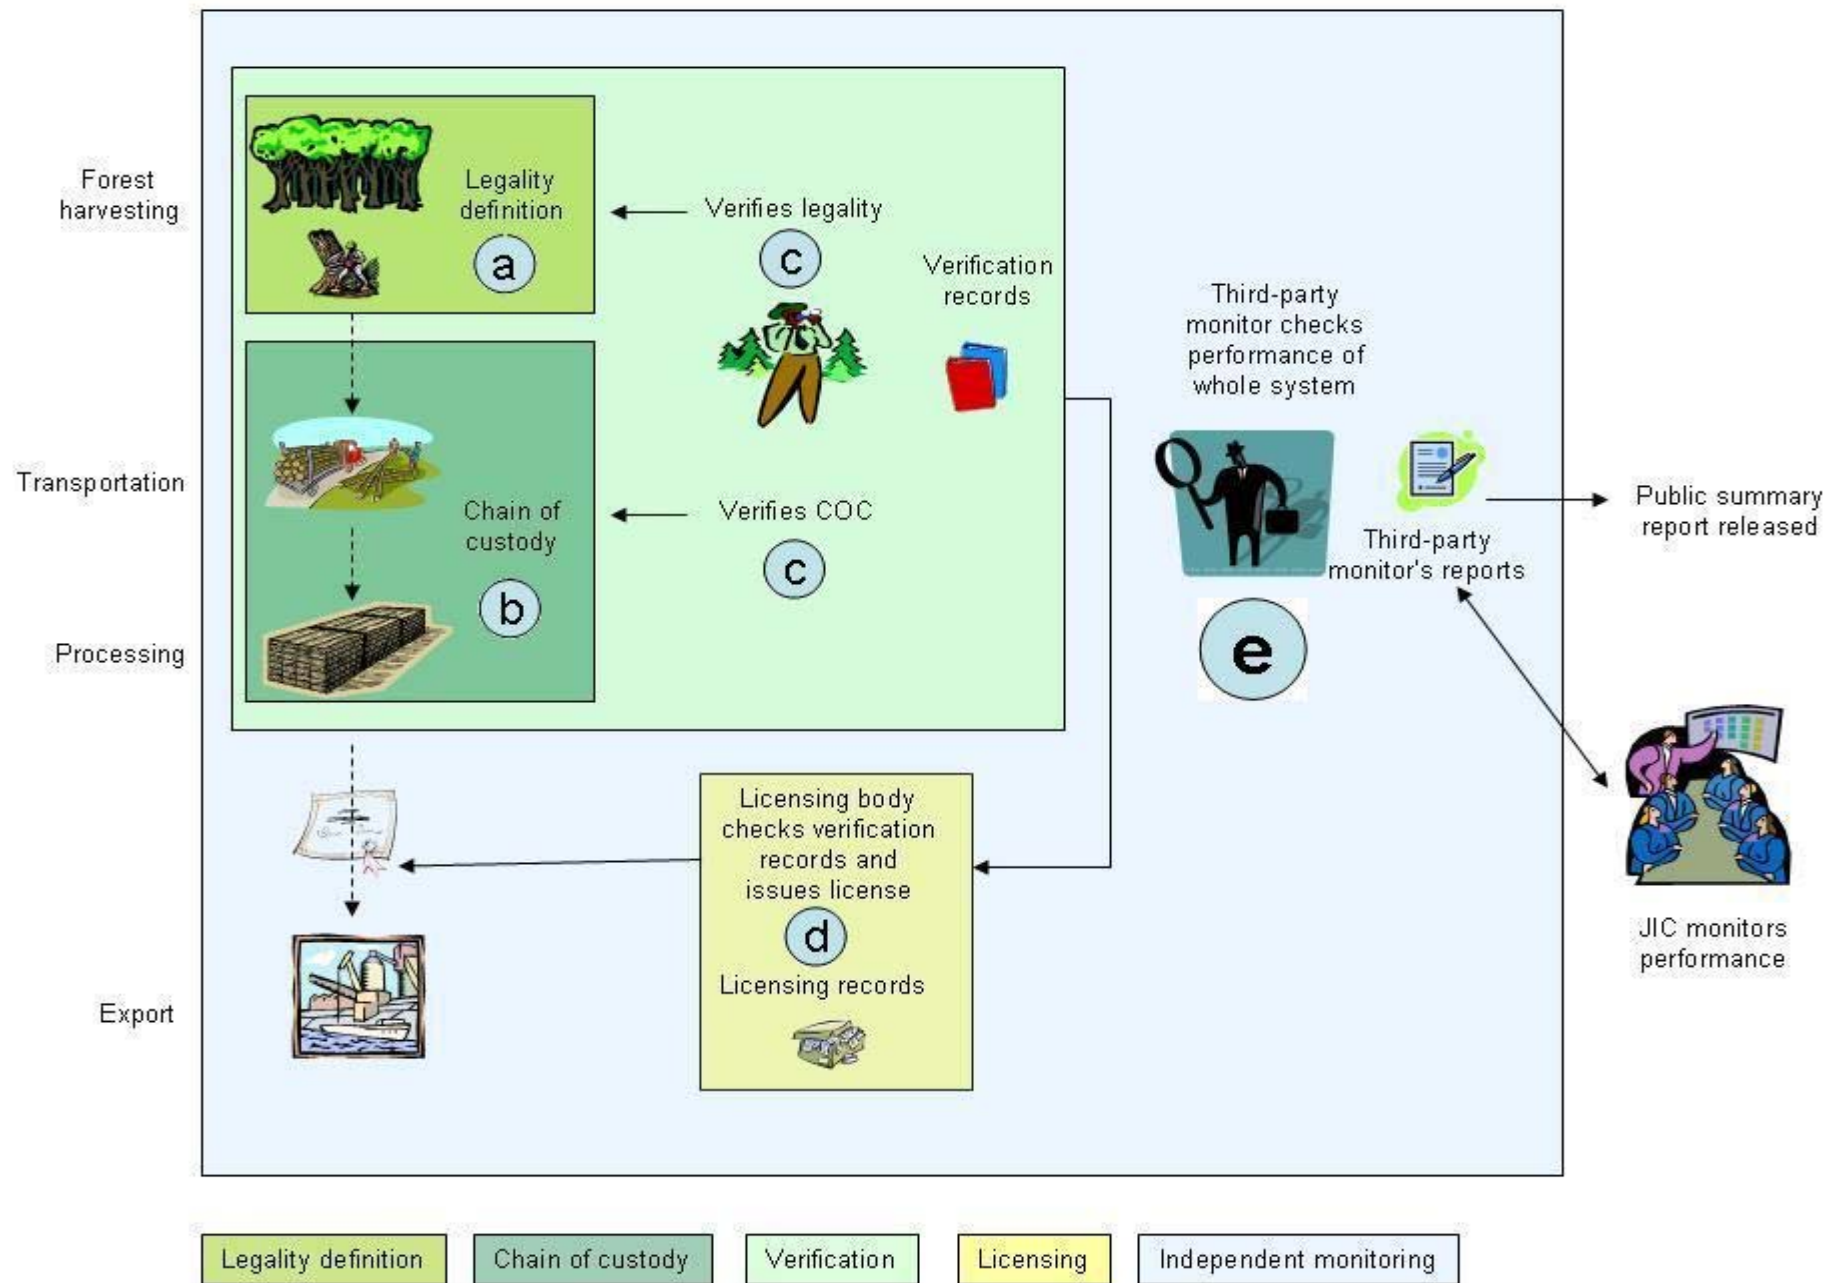 Forest
harvesting
Legality
definition
a
Verifies legality
c
Verification
records
Third-party
monitor checks
performance of
whole system
Transportation
Chain of
custody
b
Verifies COC
c
Third-party
monitor's reports
e
Public summary
report released
Processing
Licensing body
checks verification
records and
issues license
d
Licensing records
JIC monitors
performance
Export
Legality definition
Chain of custody
Verification
Licensing
Independent monitoring